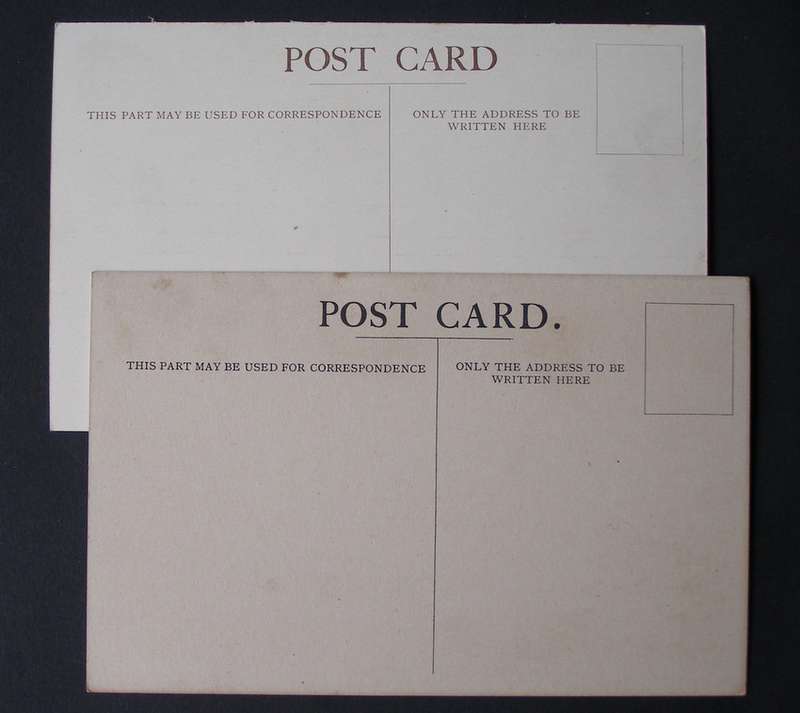 POST CARD
THIS PART MAY BE USED FOR CORRESPONDENCE
ONLY THE ADDRESS TO BE
WRITTEN HERE
POST CARD.
THIS PART MAY BE USED FOR CORRESPONDENCE
ONLY THE ADDRESS TO BE
WRITTEN HERE